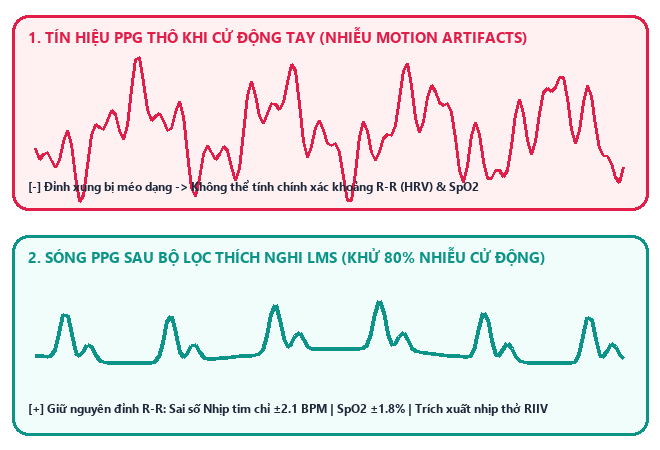 1. TÍN HIỆU PPG THÔ KHI CỬ ĐỘNG TAY (NHIỄU MOTION ARTIFACTS)
[-] Đỉnh xung bị méo dạng -> Không thể tính chính xác khoảng R-R (HRV) & SpO2
2. SÓNG PPG SAU BỘ LỌC THÍCH NGHI LMS (KHỬ 80% NHIỄU CỬ ĐỘNG)
[+] Giữ nguyên đỉnh R-R: Sai số Nhịp tim chỉ ±2.1 BPM | SpO2 ±1.8% | Trích xuất nhịp thở RIIV